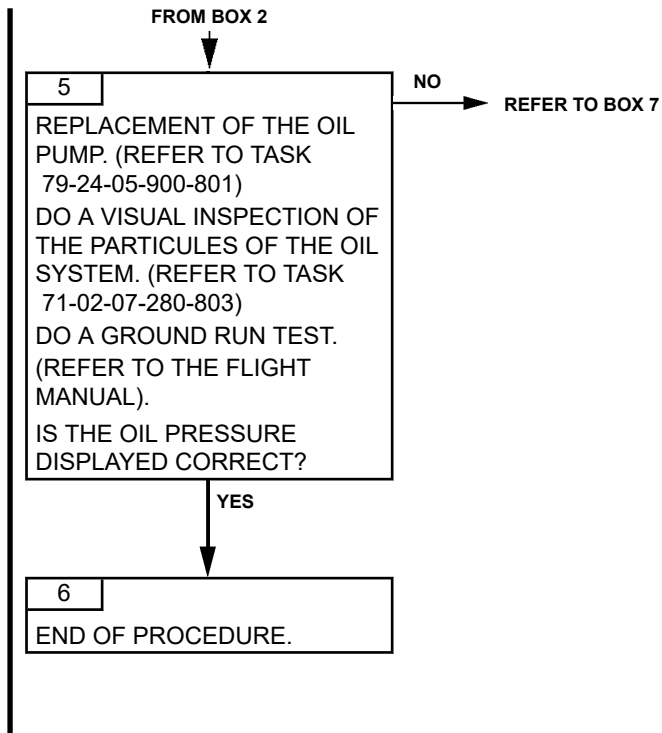 FROM BOX 2
5
NO
REFER TO BOX 7
REPLACEMENT OF THE OIL
PUMP. (REFER TO TASK
79-24-05-900-801)
DO A VISUAL INSPECTION OF
THE PARTICULES OF THE OIL
SYSTEM. (REFER TO TASK
71-02-07-280-803)
DO A GROUND RUN TEST.
(REFER TO THE FLIGHT
MANUAL).
IS THE OIL PRESSURE
DISPLAYED CORRECT?
YES
6
END OF PROCEDURE.